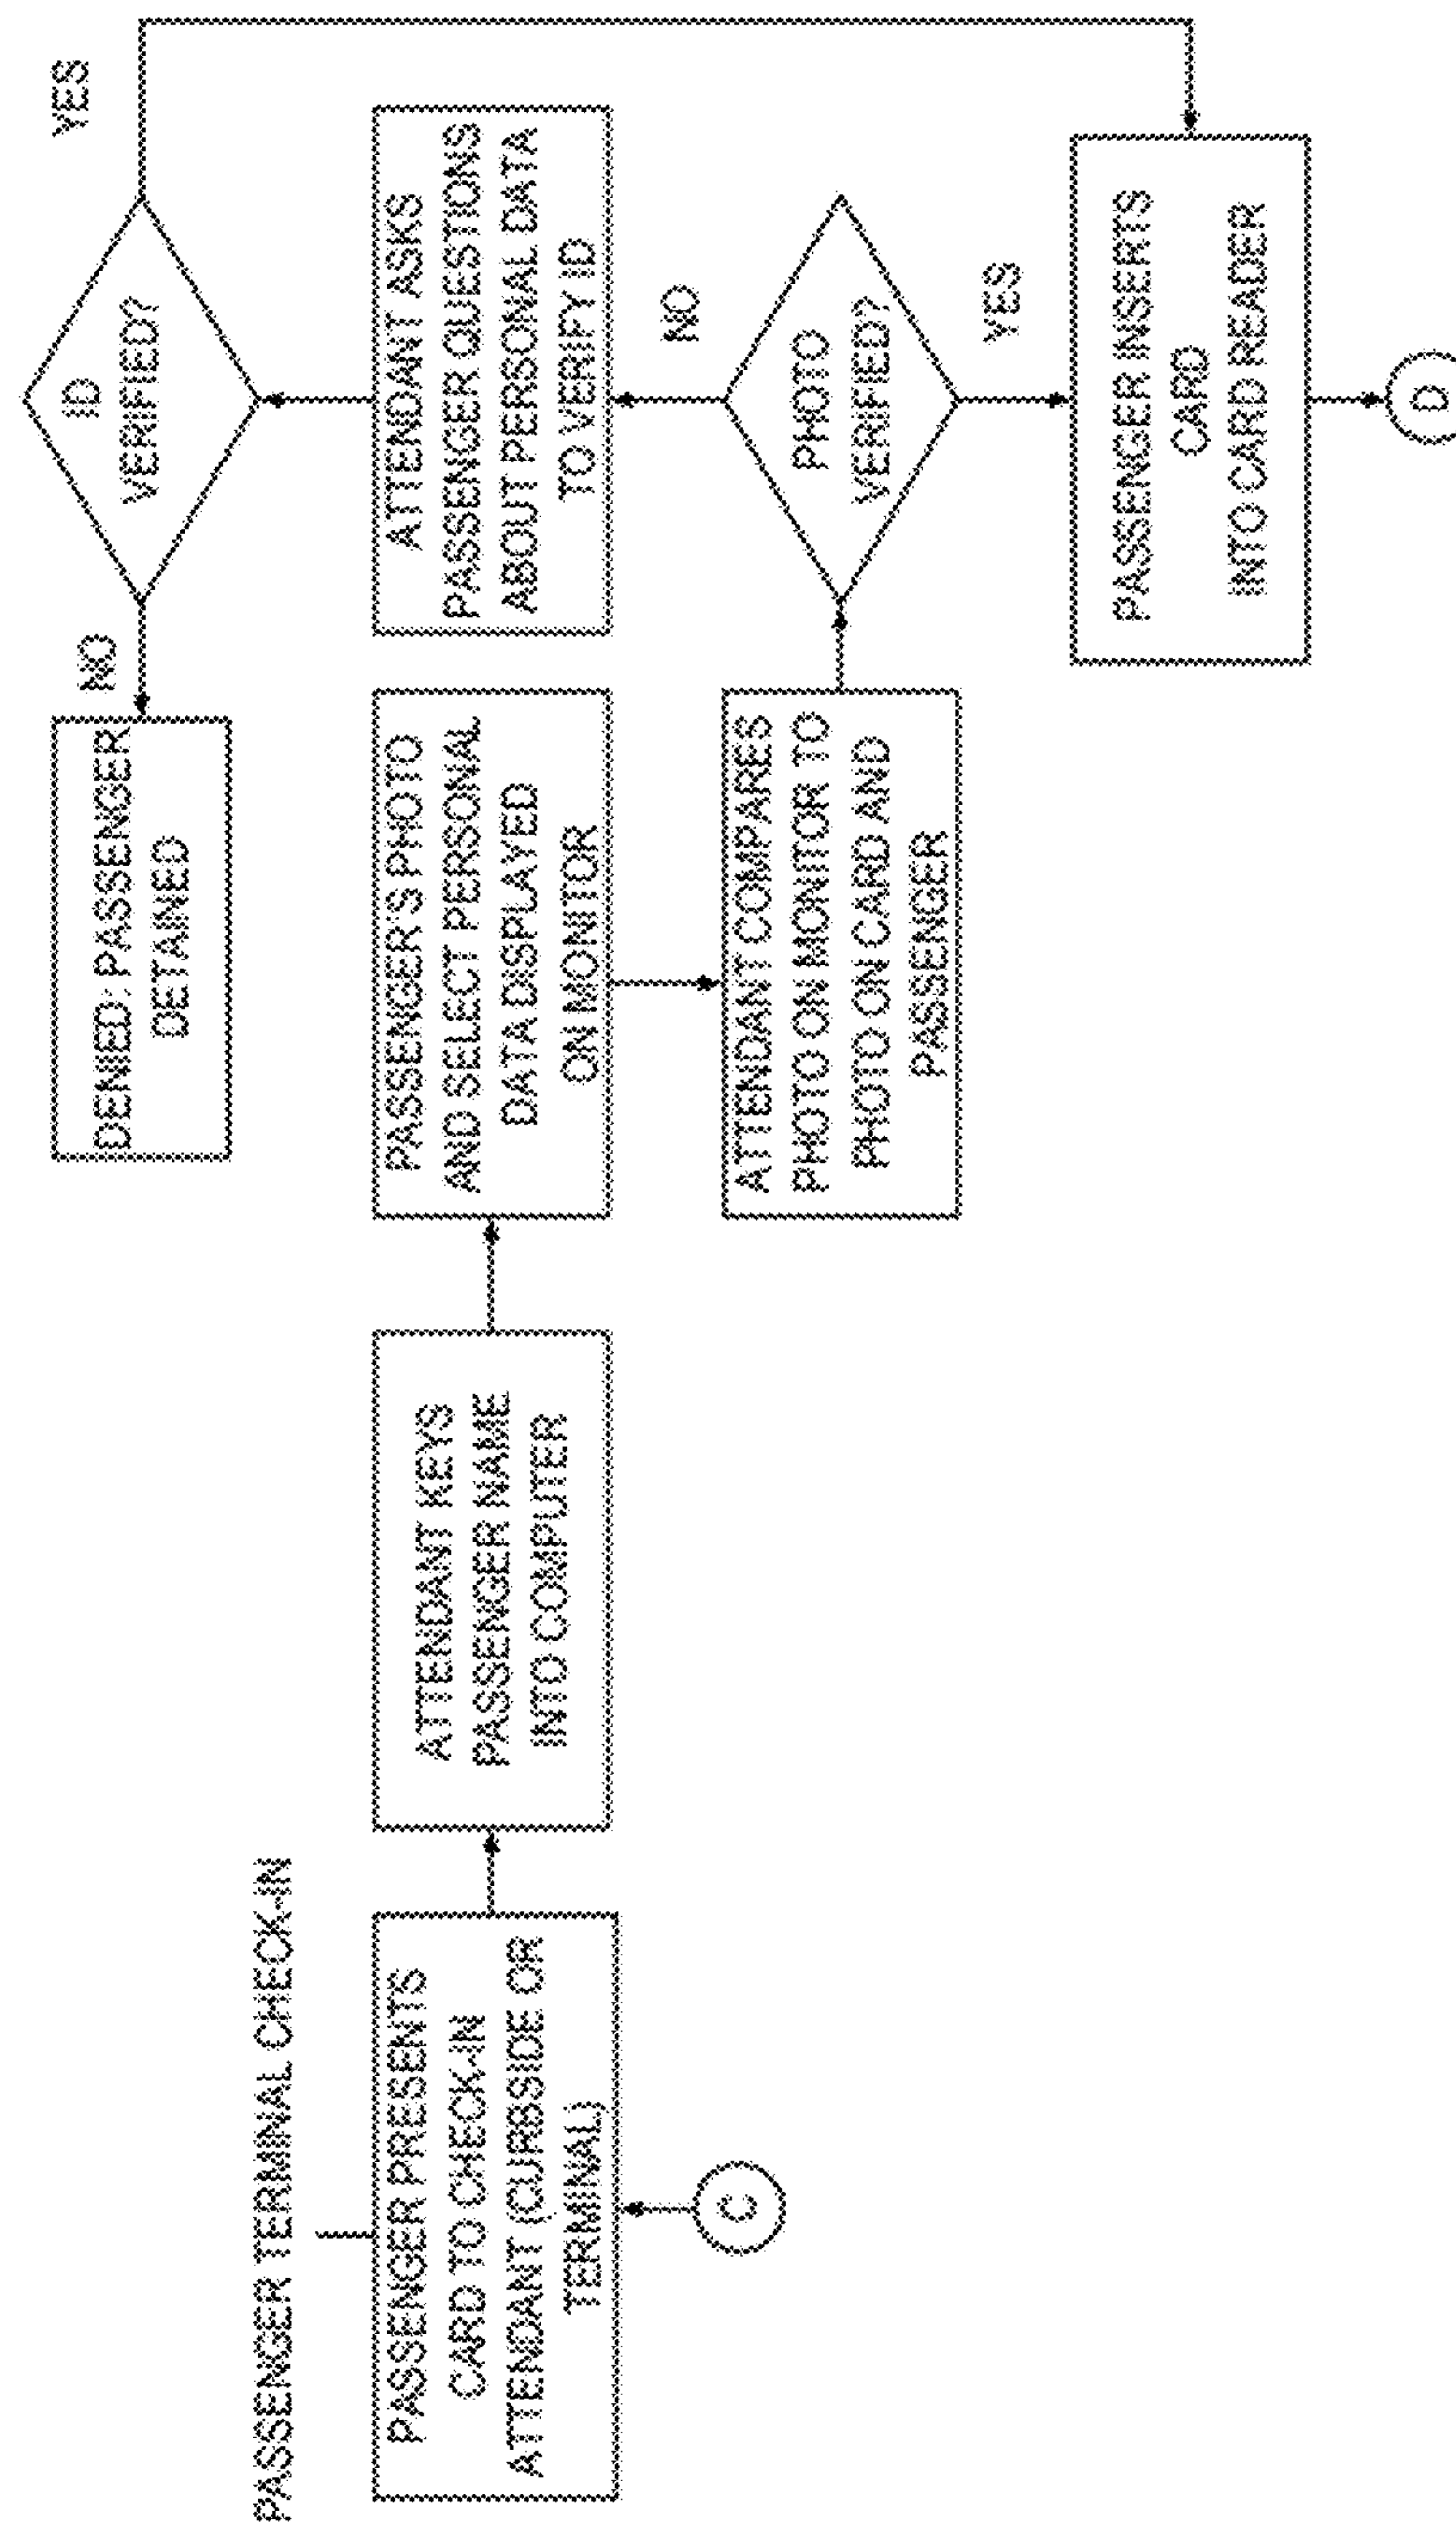 PASSENGER TERMINAL CHECK-IN
PASSENGER PRESENTS
CARD TO CHECK-IN
ATTENDANT (CURBSIDE OR
TERMINAL)
C
ATTENDANT KEYS
PASSENGER NAME
INTO COMPUTER
PASSENGER'S PHOTO
AND SELECT PERSONAL
DATA DISPLAYED
ON MONITOR
ATTENDANT COMPARES
PHOTO ON MONITOR TO
PHOTO ON CARD AND
PASSENGER
PHOTO
VERIFIED?
NO
ATTENDANT ASKS
PASSENGER QUESTIONS
ABOUT PERSONAL DATA
TO VERIFY ID
ID
VERIFIED?
NO
DENIED; PASSENGER
DETAINED
YES
YES
PASSENGER INSERTS
CARD
INTO CARD READER
D